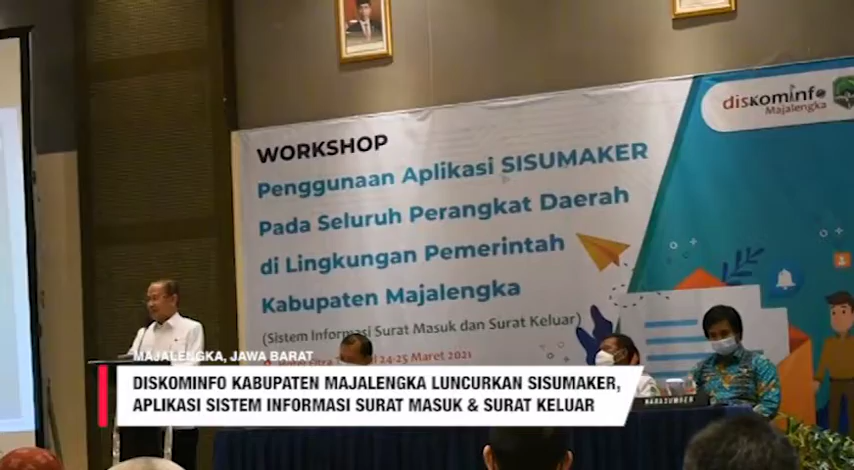 diskominfo
Majalengka
WORKSHOP
Penggunaan Aplikasi SISUMAKER
Pada Seluruh Perangkat Daerah
di Lingkungan Pemerintah
Kabupaten Majalengka
(Sistem Informasi Surat Masuk dan Surat Keluar)
24-25 Maret 2021
MAJALENGKA, JAWA BARAT
DISKOMINFO KABUPATEN MAJALENGKA LUNCURKAN SISUMAKER,
APLIKASI SISTEM INFORMASI SURAT MASUK & SURAT KELUAR
NARASUMBER